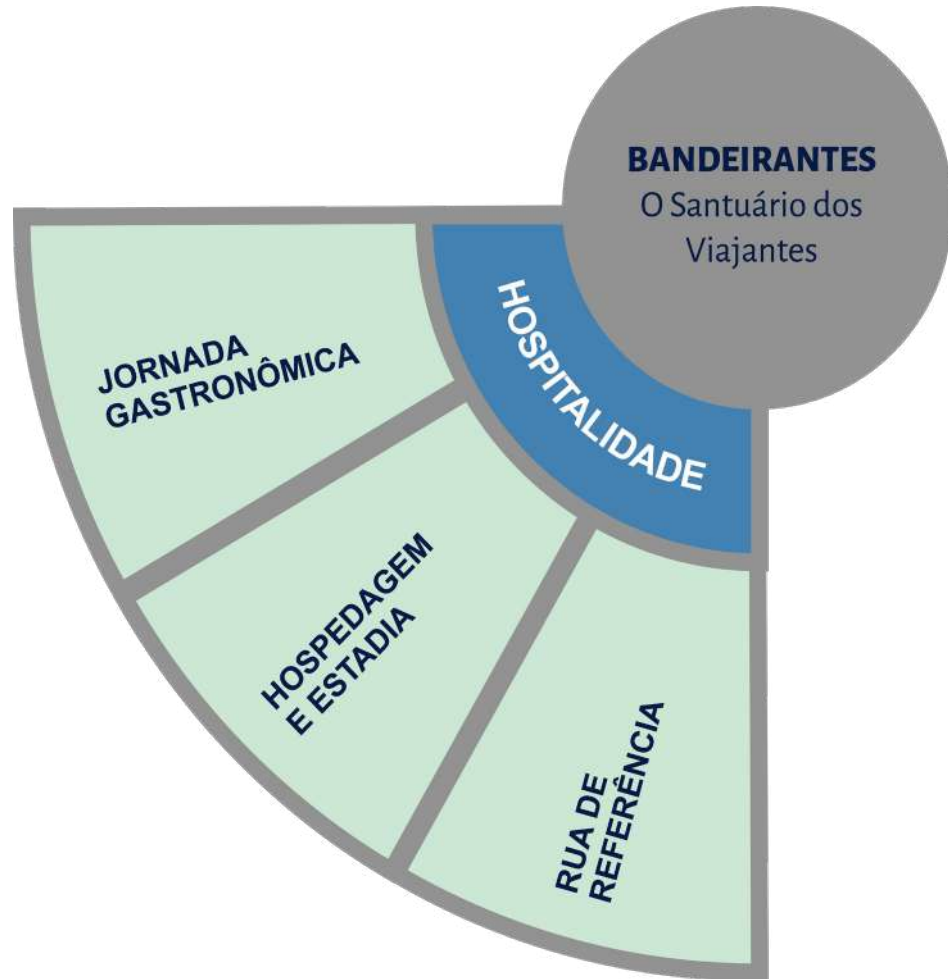 BANDEIRANTES
O Santuário dos
Viajantes
HOSPITALIDADE
JORNADA
GASTRONÔMICA
HOSPEDAGEM
E ESTADIA
RUA DE
REFERÊNCIA